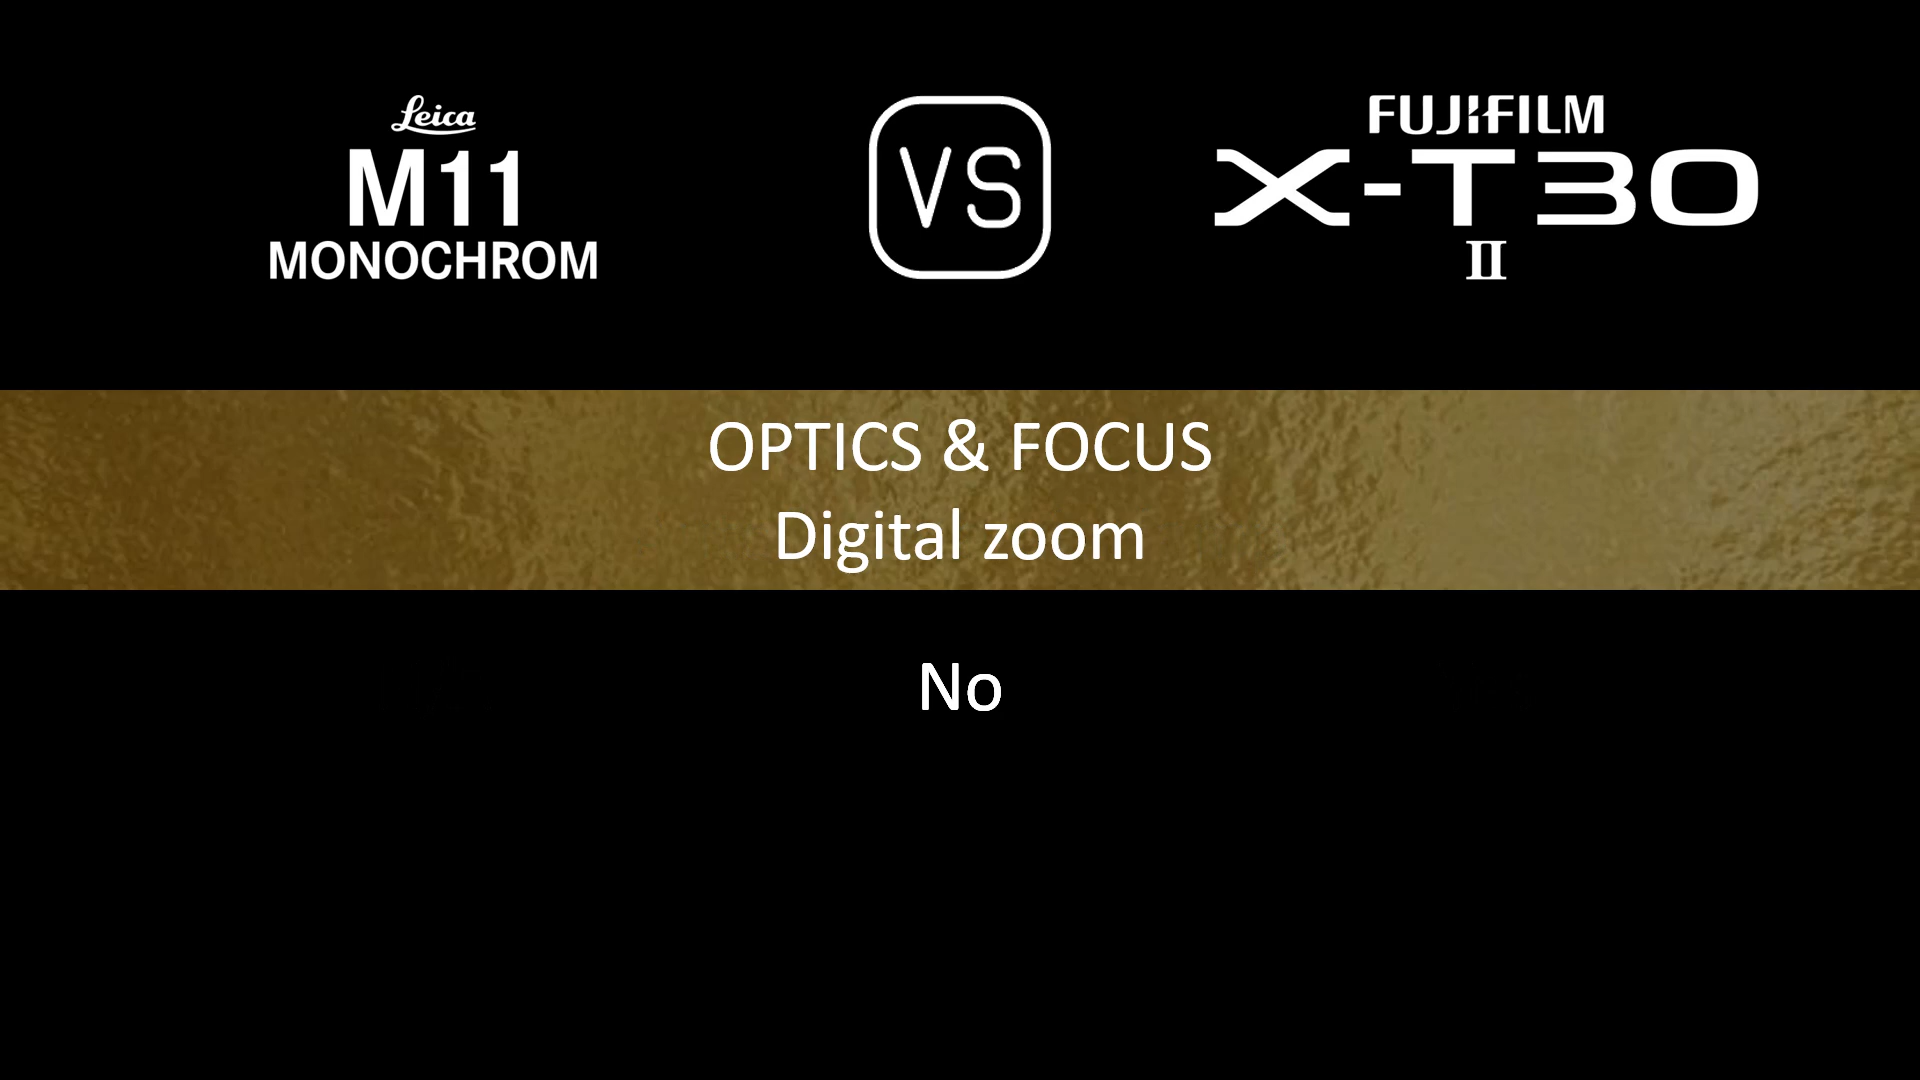 Leica
M11
MONOCHROM
VS
FUJIFILM
X-T30
II
OPTICS & FOCUS
Digital zoom
No